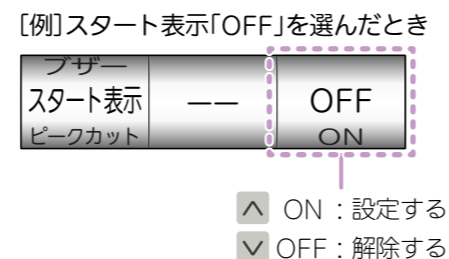 [例]スタート表示「OFF」を選んだとき
ブザー
スタート表示 −− OFF
ピークカット ON
ON：設定する
OFF：解除する